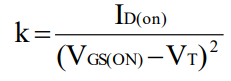 k = I_D(on) / (V_GS(ON) − V_T)^2